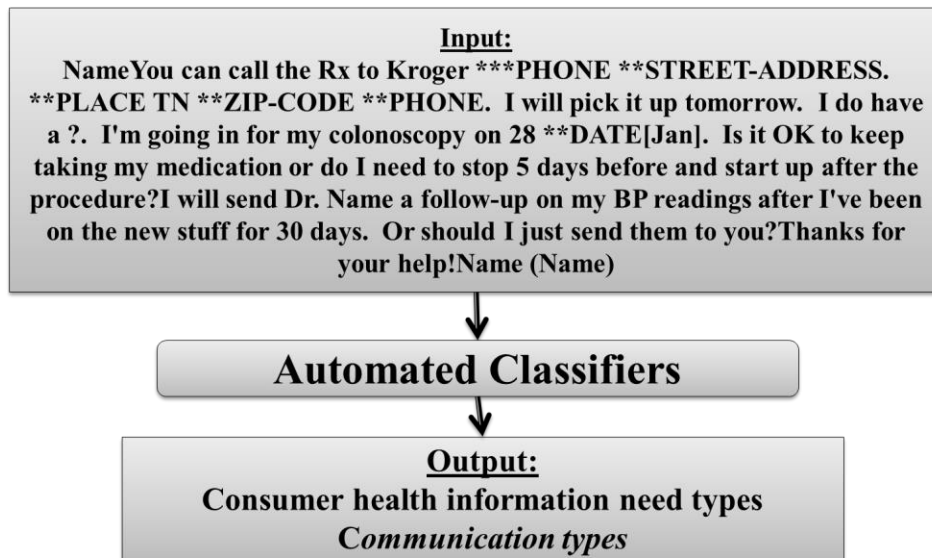 Input:
NameYou can call the Rx to Kroger ***PHONE **STREET-ADDRESS.
**PLACE TN **ZIP-CODE **PHONE. I will pick it up tomorrow. I do have
a ?. I'm going in for my colonoscopy on 28 **DATE[Jan]. Is it OK to keep
taking my medication or do I need to stop 5 days before and start up after the
procedure?I will send Dr. Name a follow-up on my BP readings after I've been
on the new stuff for 30 days. Or should I just send them to you?Thanks for
your help!Name (Name)
Automated Classifiers
Output:
Consumer health information need types
Communication types